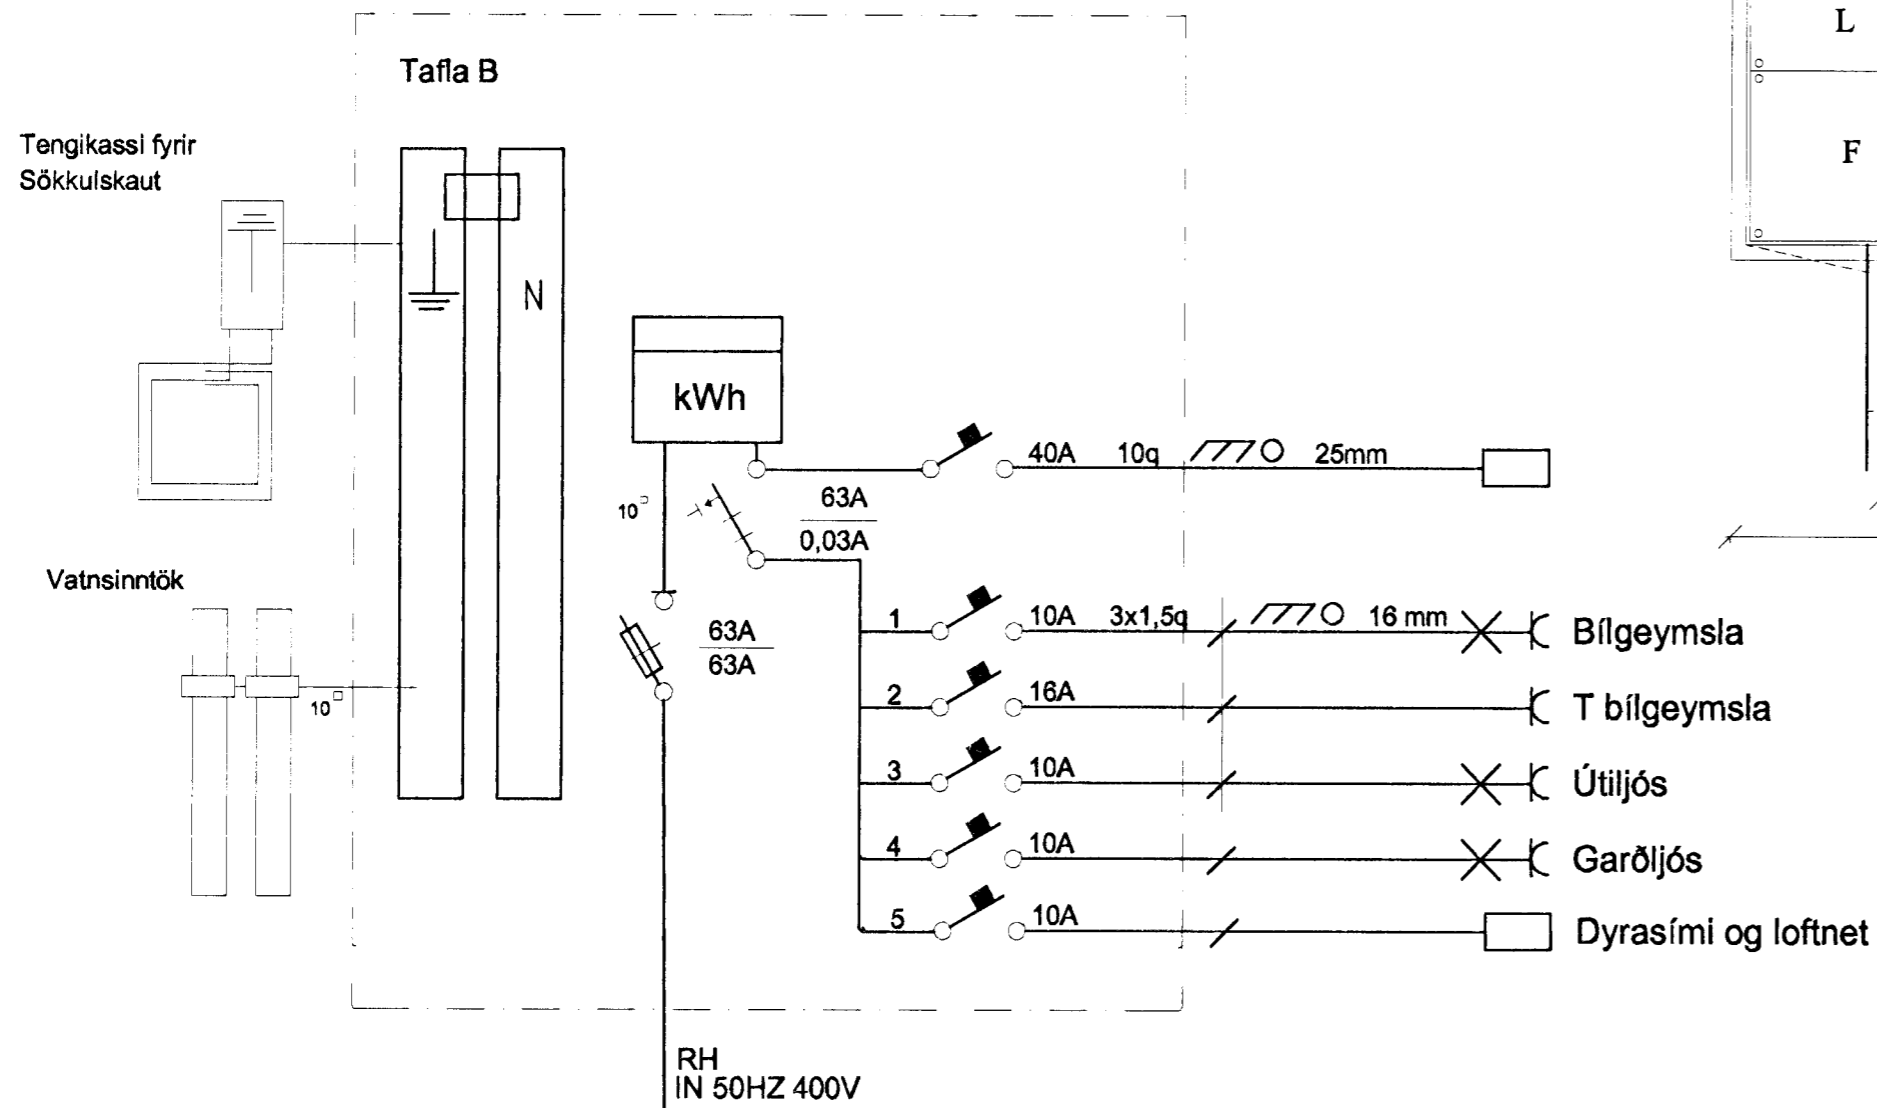 Tafla B
L
F
Tengikassi fyrir
Sökkulskaut
N
kWh
40A 10q 25mm
10
63A
0,03A
Vatnsinntök
10
63A
63A
1 10A 3x1,5q 16 mm Bílgeymsla
2 16A T bílgeymsla
3 10A Útiljós
4 10A Garðljós
5 10A Dyrasími og loftnet
RH
IN 50HZ 400V